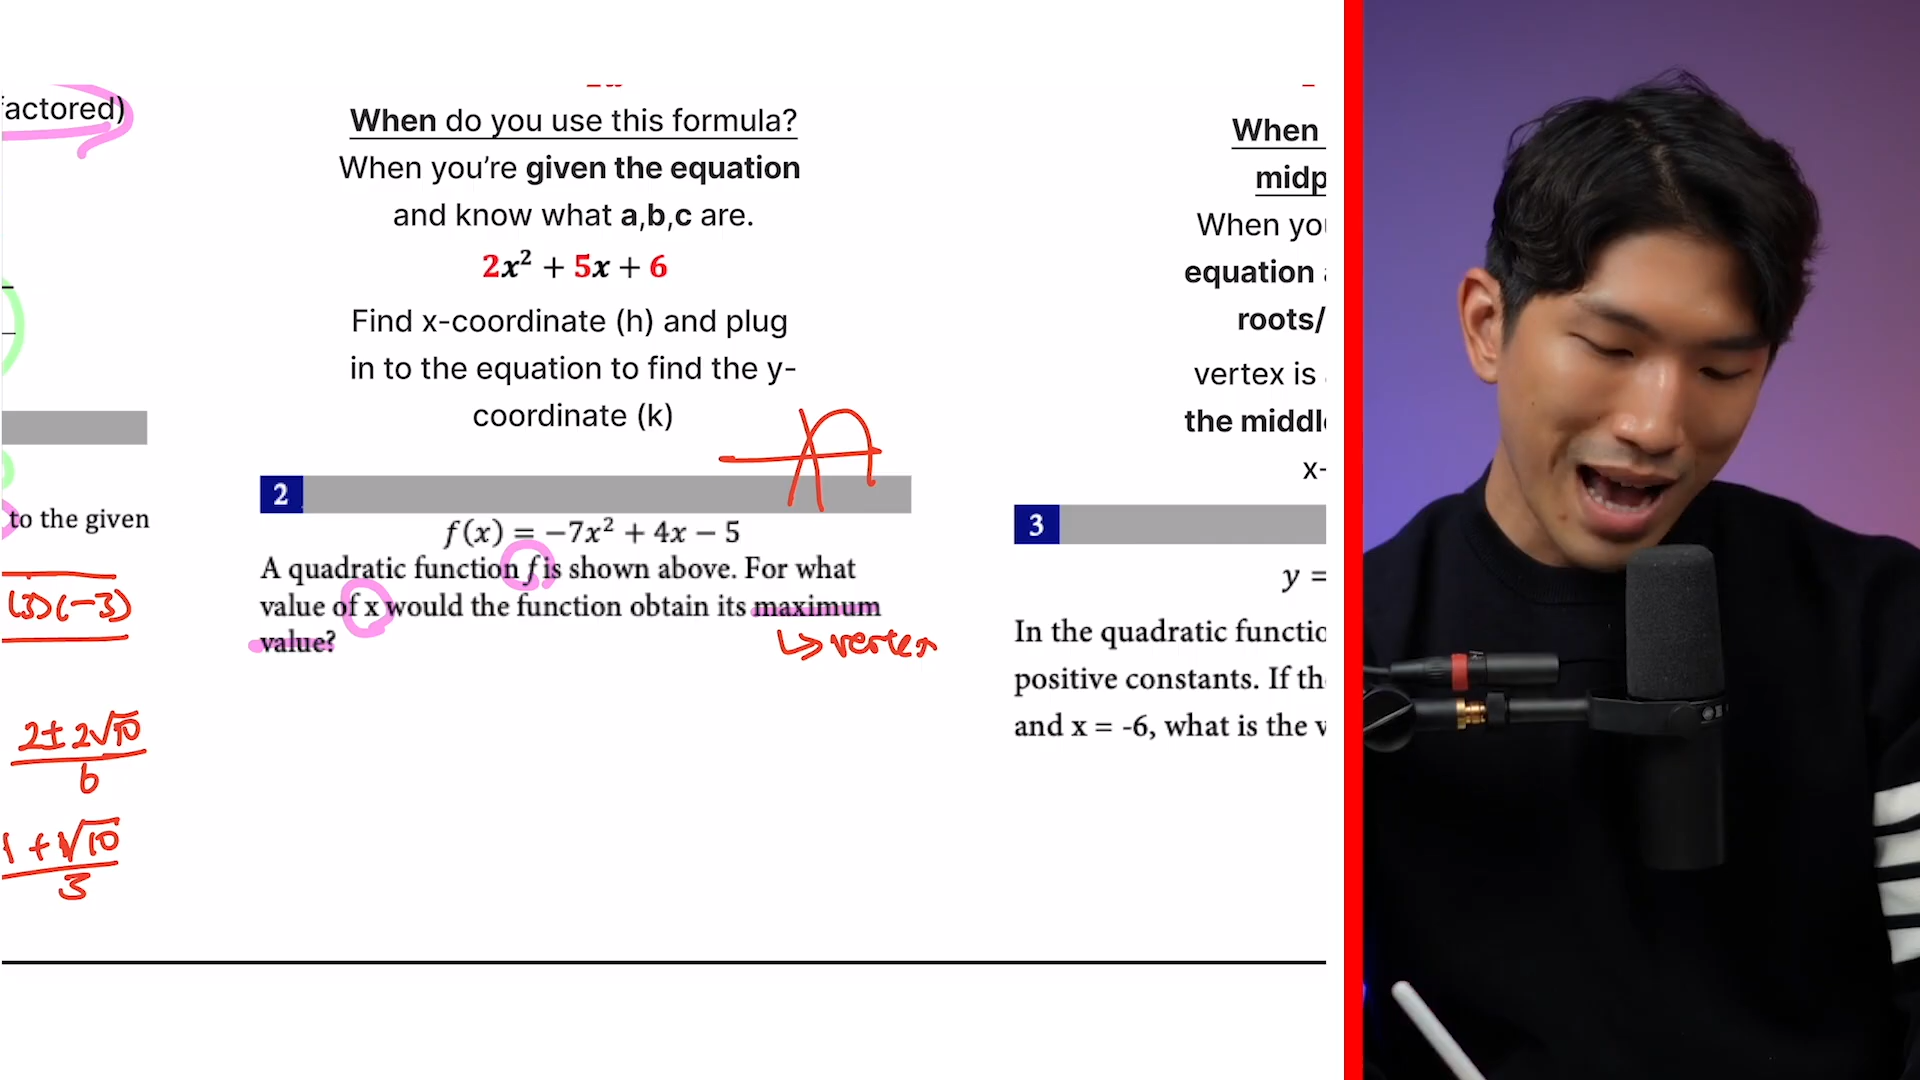 factored)
to the given
(3)(-3)
2±2√10
6
1+√10
3
When do you use this formula?
When you’re given the equation
and know what a,b,c are.
2x² + 5x + 6
Find x-coordinate (h) and plug
in to the equation to find the y-
coordinate (k)
2
f(x) = −7x² + 4x − 5
A quadratic function f is shown above. For what
value of x would the function obtain its maximum
value?
↳ vertex
When
midp
When you
equation
roots/
vertex is
the middl
x-
3
y =
In the quadratic functio
positive constants. If th
and x = -6, what is the v